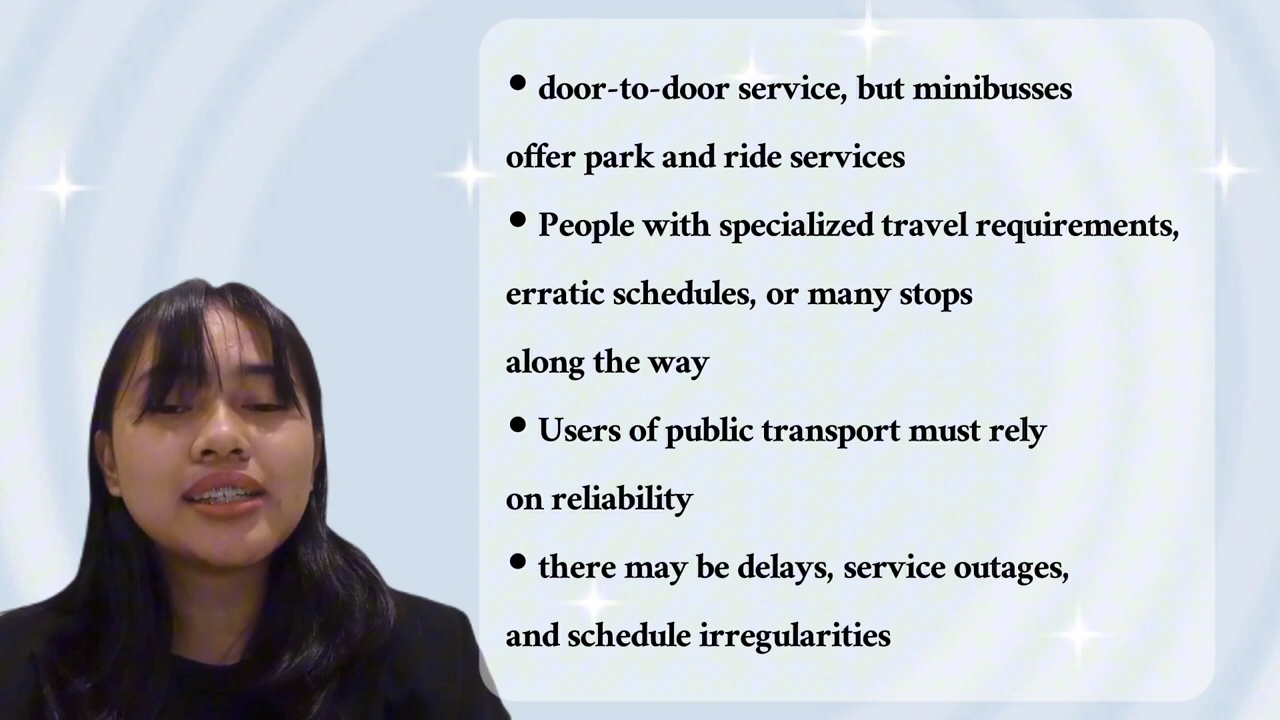 • door-to-door service, but minibusses
offer park and ride services
• People with specialized travel requirements,
erratic schedules, or many stops
along the way
• Users of public transport must rely
on reliability
• there may be delays, service outages,
and schedule irregularities